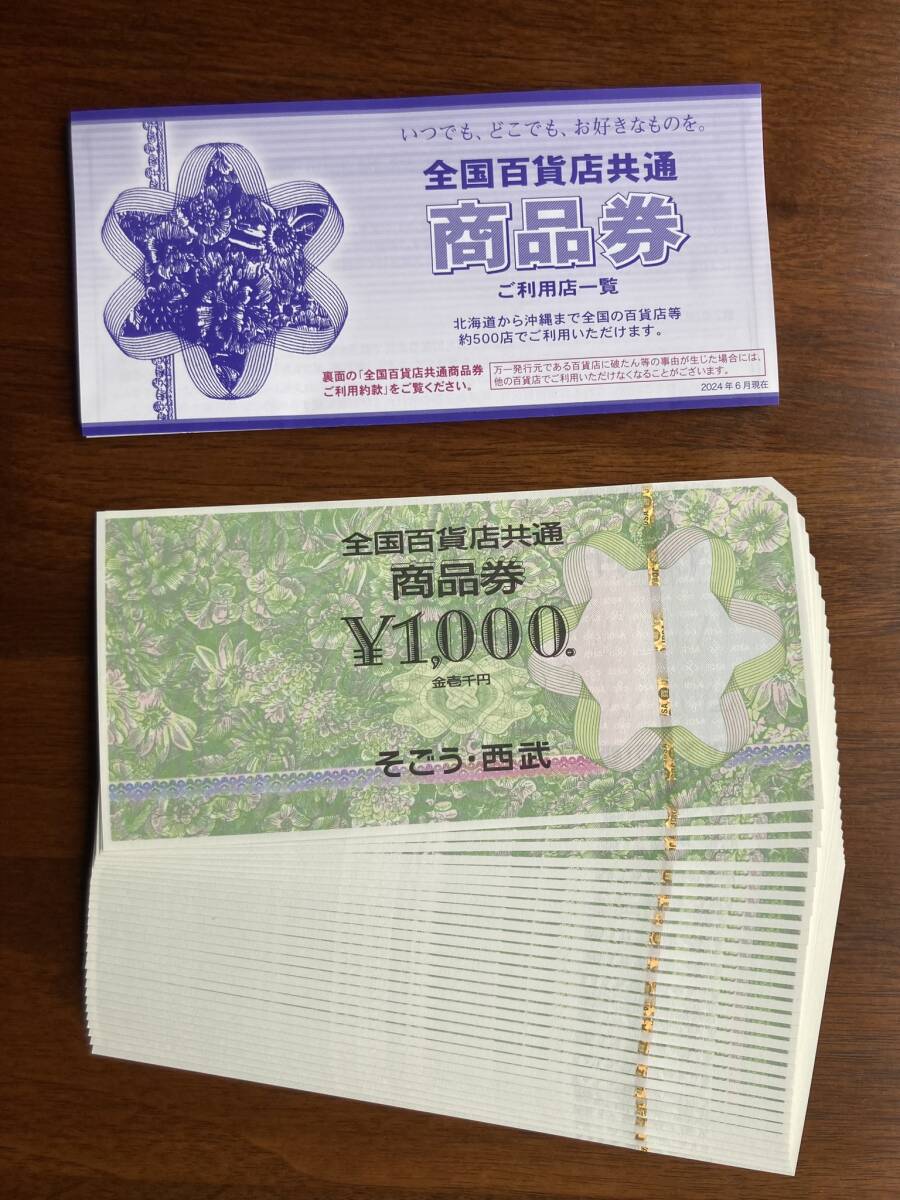 いつでも、どこでも、お好きなものを。
全国百貨店共通
商品券
ご利用店一覧
北海道から沖縄まで全国の百貨店等
約500店でご利用いただけます。
裏面の「全国百貨店共通商品券
ご利用約款」をご覧ください。
万一発行元である百貨店に破たん等の事由が生じた場合には、
他の百貨店でご利用いただけなくなることがございます。
2024年6月現在
全国百貨店共通
商品券
¥1,000.
金壱千円
そごう・西武